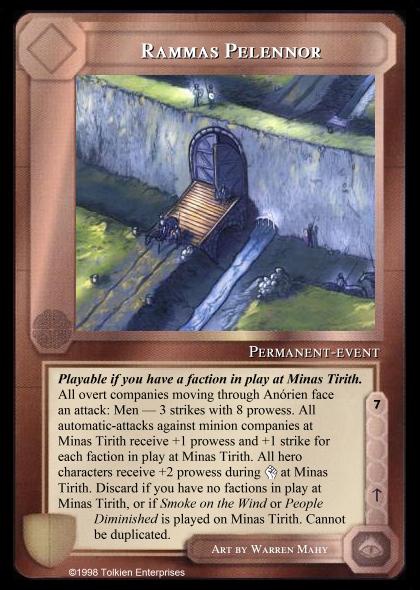 RAMMAS PELENNOR
PERMANENT-EVENT
Playable if you have a faction in play at Minas Tirith.
All overt companies moving through Anórien face
an attack: Men — 3 strikes with 8 prowess. All
automatic-attacks against minion companies at
Minas Tirith receive +1 prowess and +1 strike for
each faction in play at Minas Tirith. All hero
characters receive +2 prowess during at Minas
Tirith. Discard if you have no factions in play at
Minas Tirith, or if Smoke on the Wind or People
Diminished is played on Minas Tirith. Cannot
be duplicated.
7
ART BY WARREN MAHY
©1998 Tolkien Enterprises